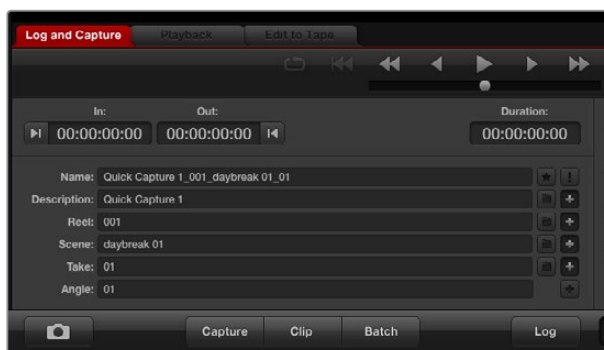 Log and Capture Playback Edit to Tape
In: Out: Duration:
00:00:00:00 00:00:00:00 00:00:00:00
Name: Quick Capture 1_001_daybreak 01_01
Description: Quick Capture 1
Reel: 001
Scene: daybreak 01
Take: 01
Angle: 01
Capture Clip Batch Log